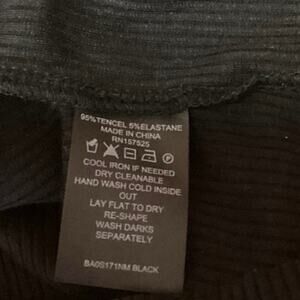 95%TENCEL 5%ELASTANE
MADE IN CHINA
RN157525
COOL IRON IF NEEDED
DRY CLEANABLE
HAND WASH COLD INSIDE
OUT
LAY FLAT TO DRY
RE-SHAPE
WASH DARKS
SEPARATELY
BA0S171NM BLACK